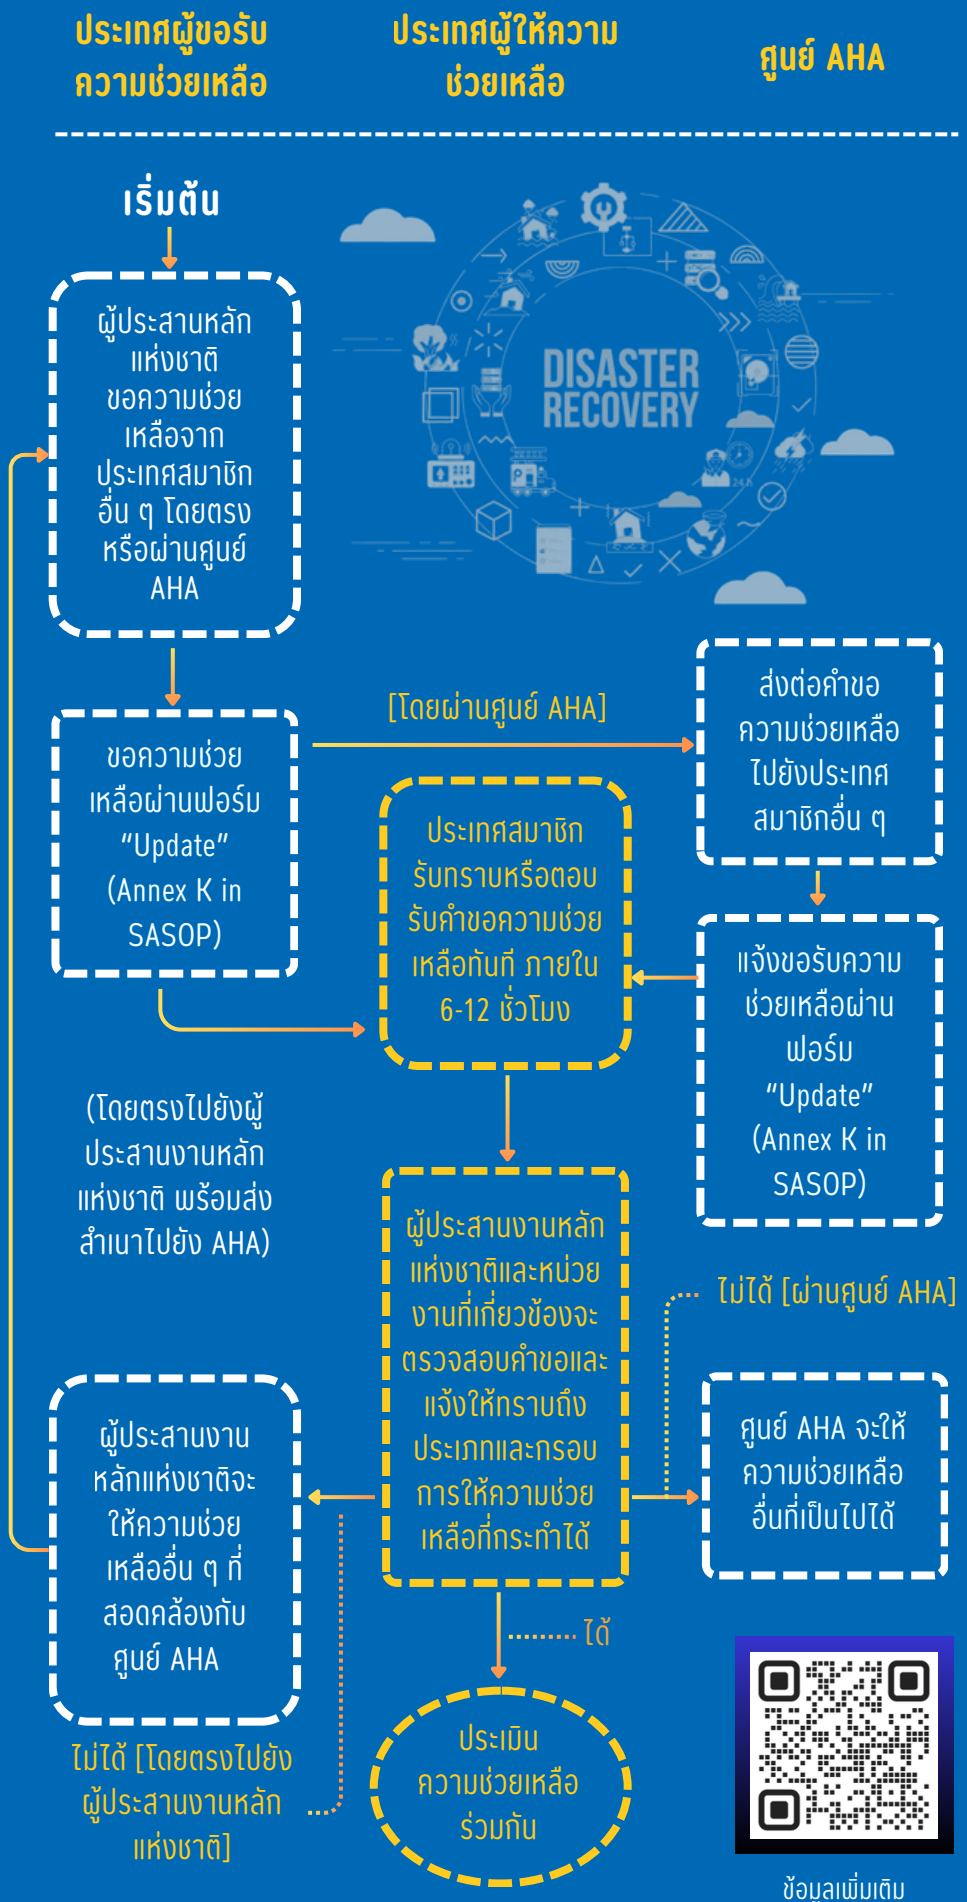 ประเทศผู้ขอรับ
ความช่วยเหลือ
ประเทศผู้ให้ความ
ช่วยเหลือ
ศูนย์ AHA
เริ่มต้น
ผู้ประสานหลัก
แห่งชาติ
ขอความช่วย
เหลือจาก
ประเทศสมาชิก
อื่น ๆ โดยตรง
หรือผ่านศูนย์
AHA
DISASTER
RECOVERY
24 h
ขอความช่วย
เหลือผ่านฟอร์ม
“Update”
(Annex K in
SASOP)
[โดยผ่านศูนย์ AHA]
ส่งต่อคำขอ
ความช่วยเหลือ
ไปยังประเทศ
สมาชิกอื่น ๆ
ประเทศสมาชิก
รับทราบหรือตอบ
รับคำขอความช่วย
เหลือทันที ภายใน
6-12 ชั่วโมง
แจ้งขอรับความ
ช่วยเหลือผ่าน
ฟอร์ม
“Update”
(Annex K in
SASOP)
(โดยตรงไปยังผู้
ประสานงานหลัก
แห่งชาติ พร้อมส่ง
สำเนาไปยัง AHA)
ผู้ประสานงานหลัก
แห่งชาติและหน่วย
งานที่เกี่ยวข้องจะ
ตรวจสอบคำขอและ
แจ้งให้ทราบถึง
ประเภทและกรอบ
การให้ความช่วย
เหลือที่กระทำได้
ไม่ได้ [ผ่านศูนย์ AHA]
ศูนย์ AHA จะให้
ความช่วยเหลือ
อื่นที่เป็นไปได้
ผู้ประสานงาน
หลักแห่งชาติจะ
ให้ความช่วย
เหลืออื่น ๆ ที่
สอดคล้องกับ
ศูนย์ AHA
ได้
ไม่ได้ [โดยตรงไปยัง
ผู้ประสานงานหลัก
แห่งชาติ]
ประเมิน
ความช่วยเหลือ
ร่วมกัน
ข้อมูลเพิ่มเติม